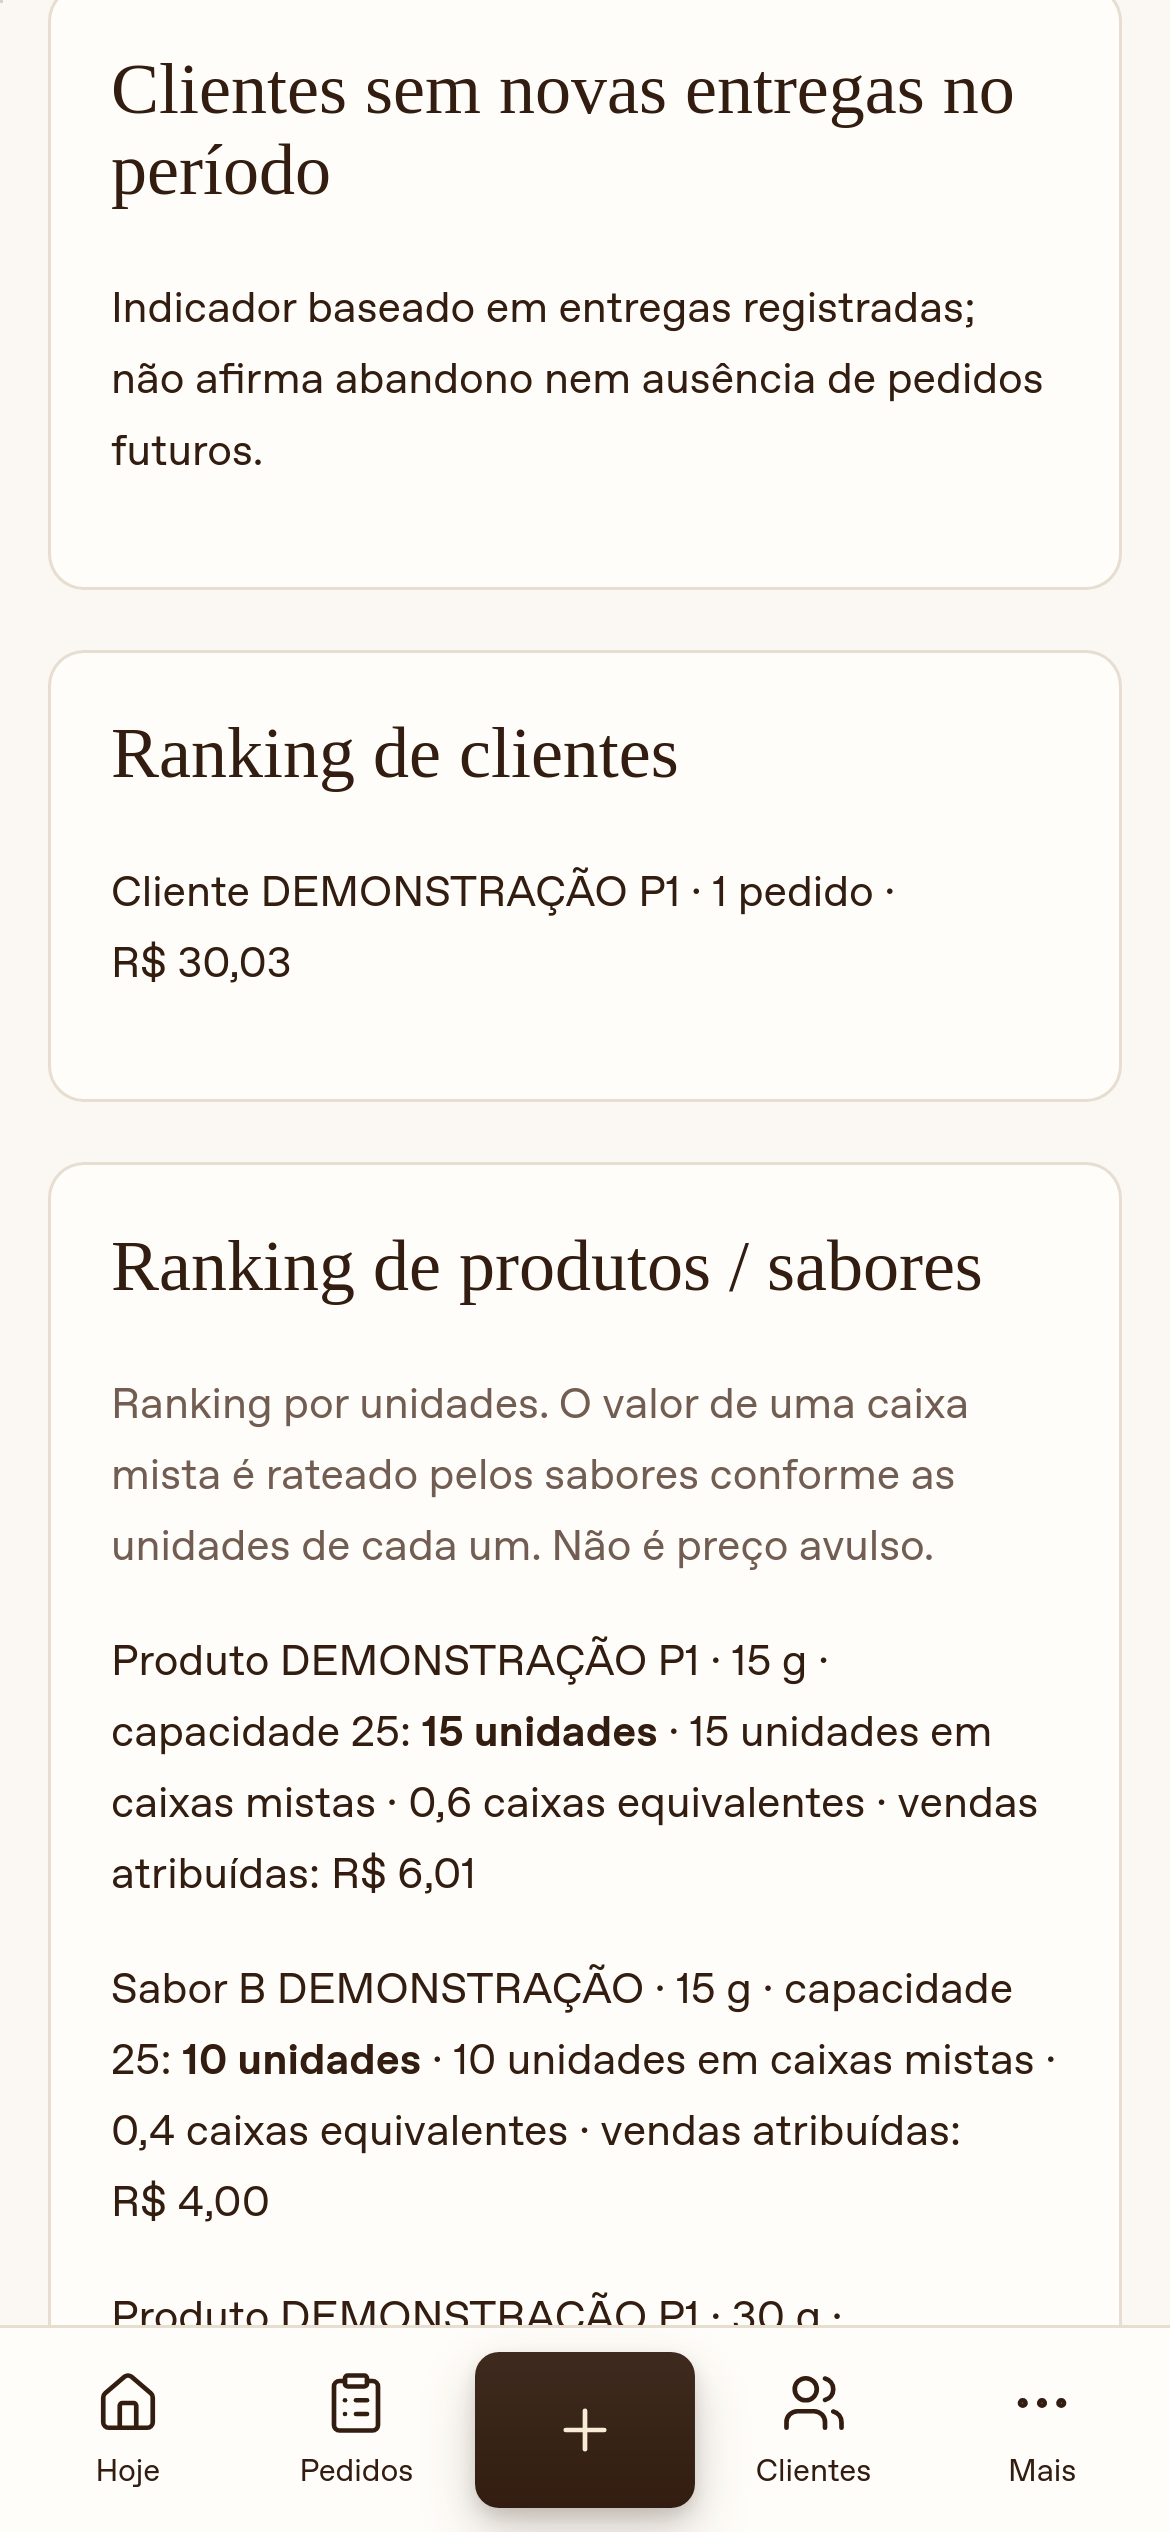 Clientes sem novas entregas no
período
Indicador baseado em entregas registradas;
não afirma abandono nem ausência de pedidos
futuros.
Ranking de clientes
Cliente DEMONSTRAÇÃO P1 · 1 pedido ·
R$ 30,03
Ranking de produtos / sabores
Ranking por unidades. O valor de uma caixa
mista é rateado pelos sabores conforme as
unidades de cada um. Não é preço avulso.
Produto DEMONSTRAÇÃO P1 · 15 g ·
capacidade 25: 15 unidades · 15 unidades em
caixas mistas · 0,6 caixas equivalentes · vendas
atribuídas: R$ 6,01
Sabor B DEMONSTRAÇÃO · 15 g · capacidade
25: 10 unidades · 10 unidades em caixas mistas ·
0,4 caixas equivalentes · vendas atribuídas:
R$ 4,00
Produto DEMONSTRAÇÃO P1 · 30 g ·
Hoje
Pedidos
Clientes
Mais